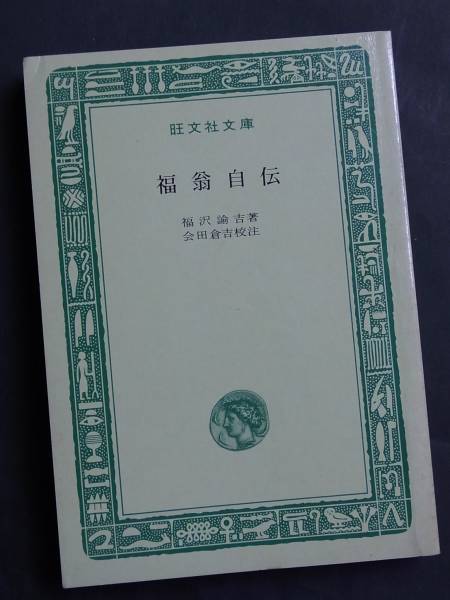 旺文社文庫
福翁自伝
福沢諭吉著
会田倉吉校注